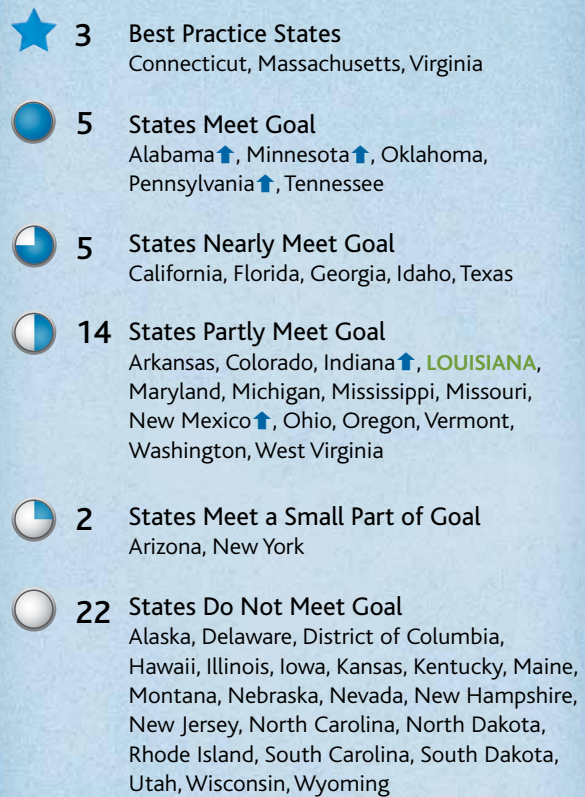 3 Best Practice States
Connecticut, Massachusetts, Virginia
5 States Meet Goal
Alabama⬆, Minnesota⬆, Oklahoma,
Pennsylvania⬆, Tennessee
5 States Nearly Meet Goal
California, Florida, Georgia, Idaho, Texas
14 States Partly Meet Goal
Arkansas, Colorado, Indiana⬆, LOUISIANA,
Maryland, Michigan, Mississippi, Missouri,
New Mexico⬆, Ohio, Oregon, Vermont,
Washington, West Virginia
2 States Meet a Small Part of Goal
Arizona, New York
22 States Do Not Meet Goal
Alaska, Delaware, District of Columbia,
Hawaii, Illinois, Iowa, Kansas, Kentucky, Maine,
Montana, Nebraska, Nevada, New Hampshire,
New Jersey, North Carolina, North Dakota,
Rhode Island, South Carolina, South Dakota,
Utah, Wisconsin, Wyoming